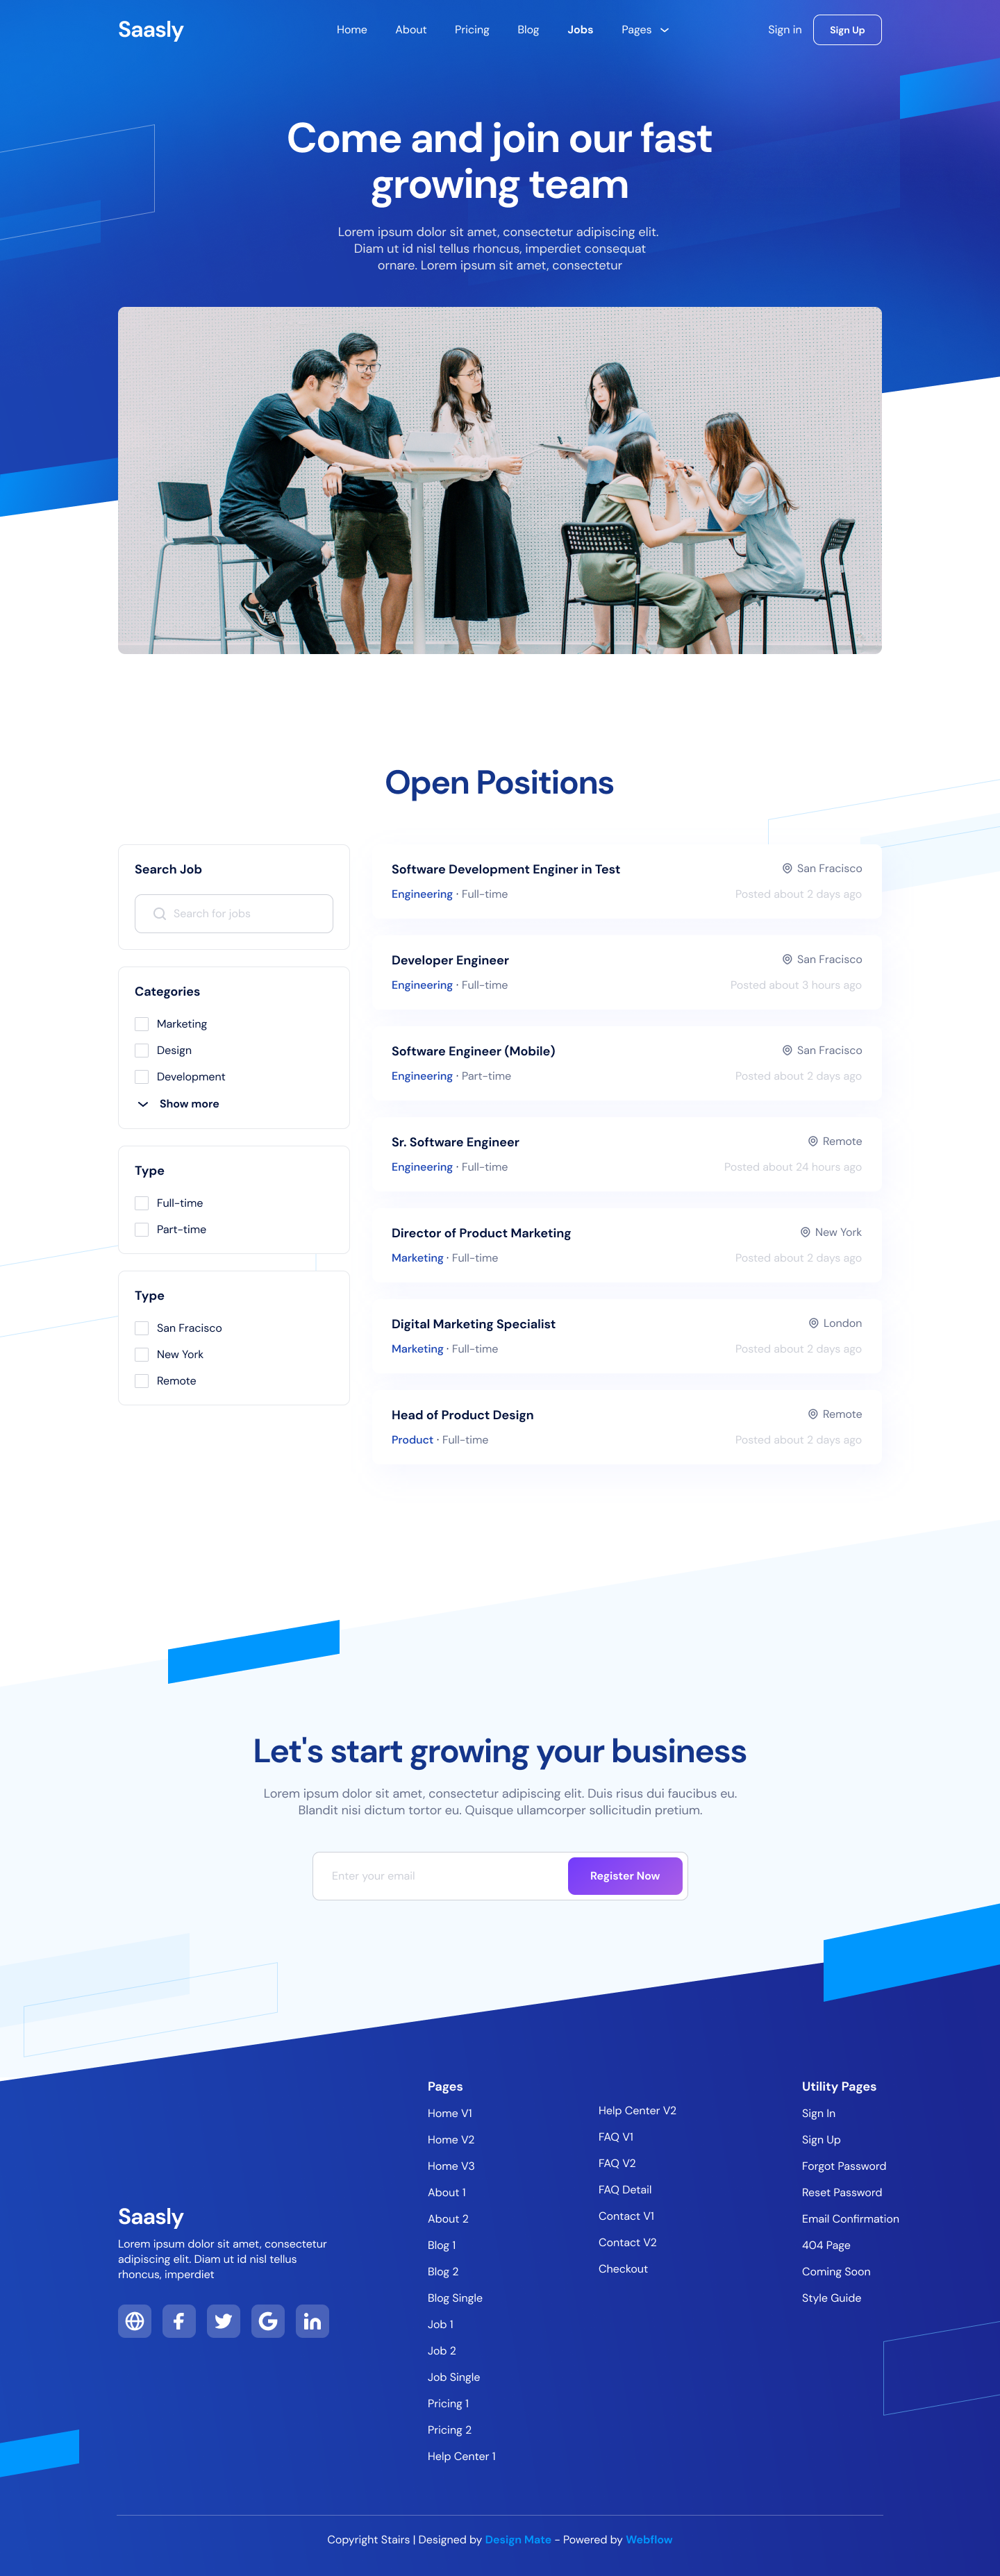 Saasly
Home
About
Pricing
Blog
Jobs
Pages
Sign in
Sign Up
Come and join our fast
growing team
Lorem ipsum dolor sit amet, consectetur adipiscing elit.
Diam ut id nisl tellus rhoncus, imperdiet consequat
ornare. Lorem ipsum sit amet, consectetur
Open Positions
Search Job
Search for jobs
Categories
Marketing
Design
Development
Show more
Type
Full-time
Part-time
Type
San Fracisco
New York
Remote
Software Development Enginer in Test
San Fracisco
Engineering · Full-time
Posted about 2 days ago
Developer Engineer
San Fracisco
Engineering · Full-time
Posted about 3 hours ago
Software Engineer (Mobile)
San Fracisco
Engineering · Part-time
Posted about 2 days ago
Sr. Software Engineer
Remote
Engineering · Full-time
Posted about 24 hours ago
Director of Product Marketing
New York
Marketing · Full-time
Posted about 2 days ago
Digital Marketing Specialist
London
Marketing · Full-time
Posted about 2 days ago
Head of Product Design
Remote
Product · Full-time
Posted about 2 days ago
Let's start growing your business
Lorem ipsum dolor sit amet, consectetur adipiscing elit. Duis risus dui faucibus eu.
Blandit nisi dictum tortor eu. Quisque ullamcorper sollicitudin pretium.
Enter your email
Register Now
Saasly
Lorem ipsum dolor sit amet, consectetur
adipiscing elit. Diam ut id nisl tellus
rhoncus, imperdiet
Pages
Home V1
Home V2
Home V3
About 1
About 2
Blog 1
Blog 2
Blog Single
Job 1
Job 2
Job Single
Pricing 1
Pricing 2
Help Center 1
Help Center V2
FAQ V1
FAQ V2
FAQ Detail
Contact V1
Contact V2
Checkout
Utility Pages
Sign In
Sign Up
Forgot Password
Reset Password
Email Confirmation
404 Page
Coming Soon
Style Guide
Copyright Stairs | Designed by Design Mate - Powered by Webflow